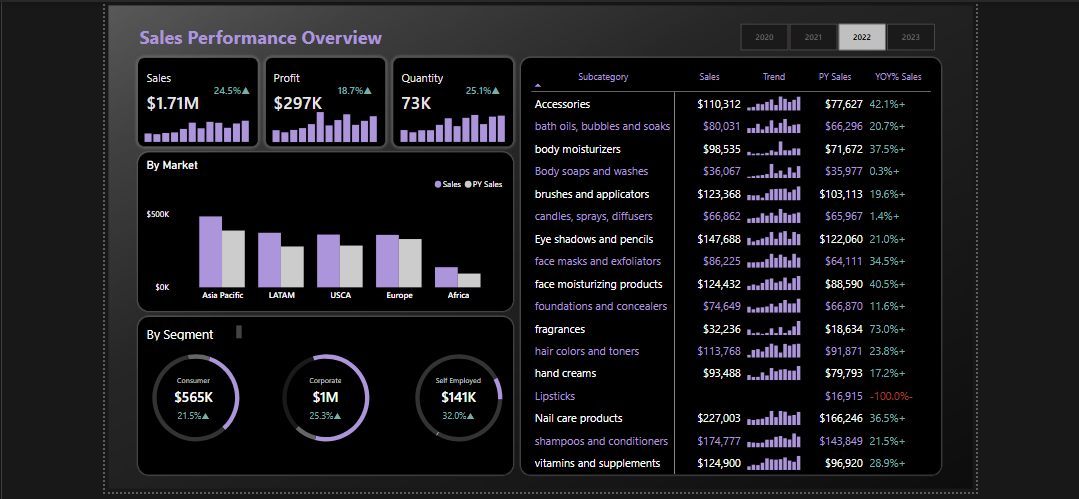 Sales Performance Overview
2020 2021 2022 2023
Sales
24.5%▲
$1.71M
Profit
18.7%▲
$297K
Quantity
25.1%▲
73K
By Market
Sales PY Sales
$500K
$0K
Asia Pacific LATAM USCA Europe Africa
By Segment
Consumer
$565K
21.5%▲
Corporate
$1M
25.3%▲
Self Employed
$141K
32.0%▲
Subcategory Sales Trend PY Sales YOY% Sales
Accessories $110,312 $77,627 42.1%+
bath oils, bubbles and soaks $80,031 $66,296 20.7%+
body moisturizers $98,535 $71,672 37.5%+
Body soaps and washes $36,067 $35,977 0.3%+
brushes and applicators $123,368 $103,113 19.6%+
candles, sprays, diffusers $66,862 $65,967 1.4%+
Eye shadows and pencils $147,688 $122,060 21.0%+
face masks and exfoliators $86,225 $64,111 34.5%+
face moisturizing products $124,432 $88,590 40.5%+
foundations and concealers $74,649 $66,870 11.6%+
fragrances $32,236 $18,634 73.0%+
hair colors and toners $113,768 $91,871 23.8%+
hand creams $93,488 $79,793 17.2%+
Lipsticks $16,915 -100.0%-
Nail care products $227,003 $166,246 36.5%+
shampoos and conditioners $174,777 $143,849 21.5%+
vitamins and supplements $124,900 $96,920 28.9%+